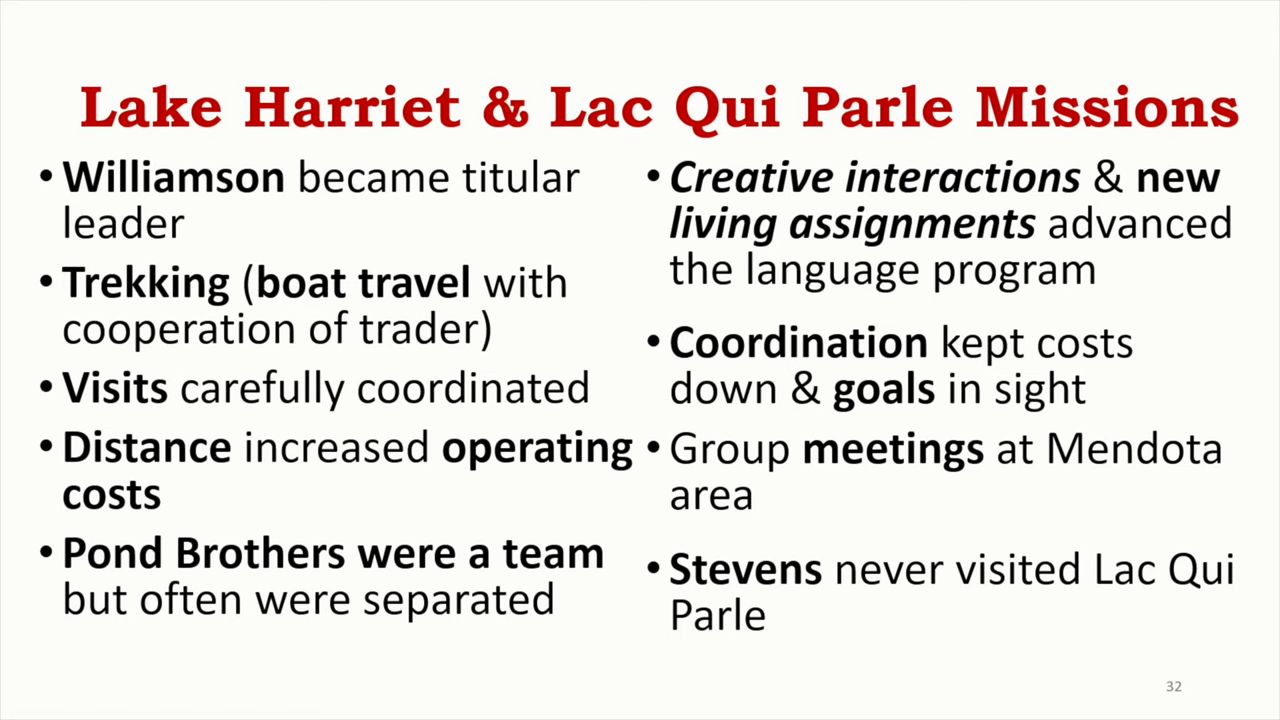 Lake Harriet & Lac Qui Parle Missions
• Williamson became titular
leader
• Trekking (boat travel with
cooperation of trader)
• Visits carefully coordinated
• Distance increased operating
costs
• Pond Brothers were a team
but often were separated
• Creative interactions & new
living assignments advanced
the language program
• Coordination kept costs
down & goals in sight
• Group meetings at Mendota
area
• Stevens never visited Lac Qui
Parle
32